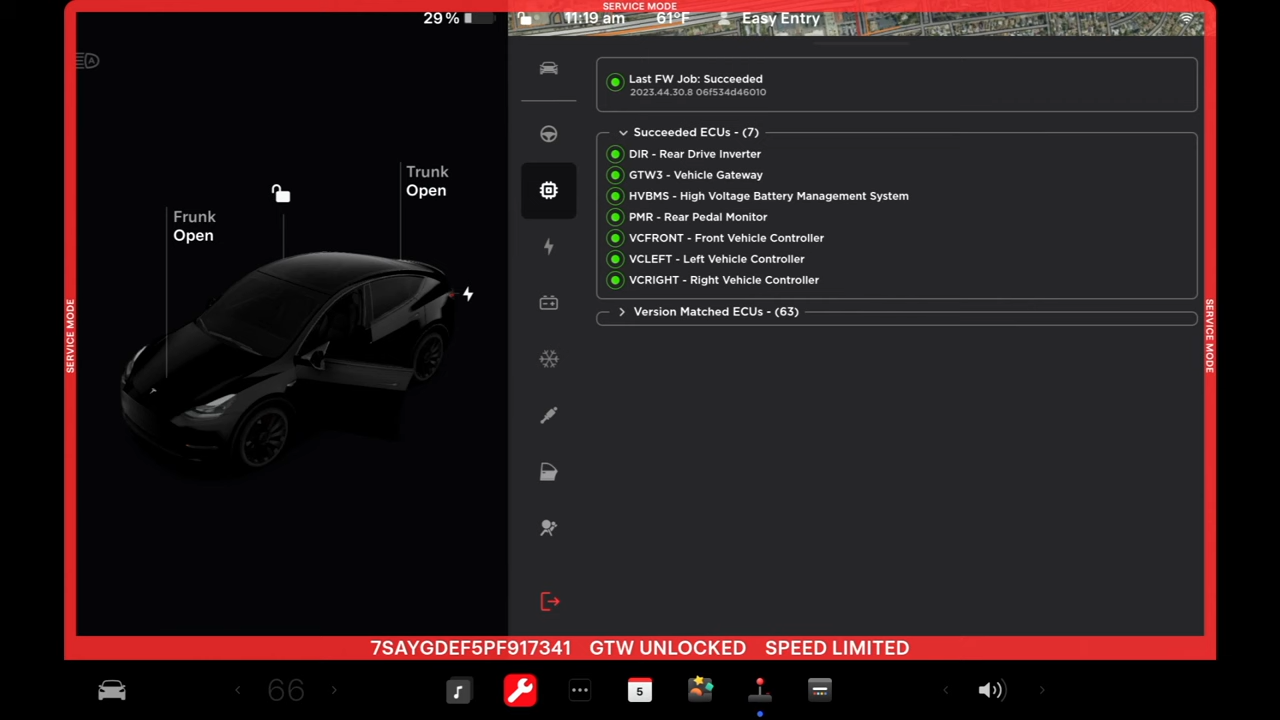 SERVICE MODE
29 %
11:19 am
61°F
Easy Entry
Last FW Job: Succeeded
2023.44.30.8 06f534d46010
Succeeded ECUs - (7)
DIR - Rear Drive Inverter
GTW3 - Vehicle Gateway
HVBMS - High Voltage Battery Management System
PMR - Rear Pedal Monitor
VCFRONT - Front Vehicle Controller
VCLEFT - Left Vehicle Controller
VCRIGHT - Right Vehicle Controller
Version Matched ECUs - (63)
Trunk
Open
Frunk
Open
A
SERVICE MODE
SERVICE MODE
7SAYGDEF5PF917341 GTW UNLOCKED SPEED LIMITED
66
5